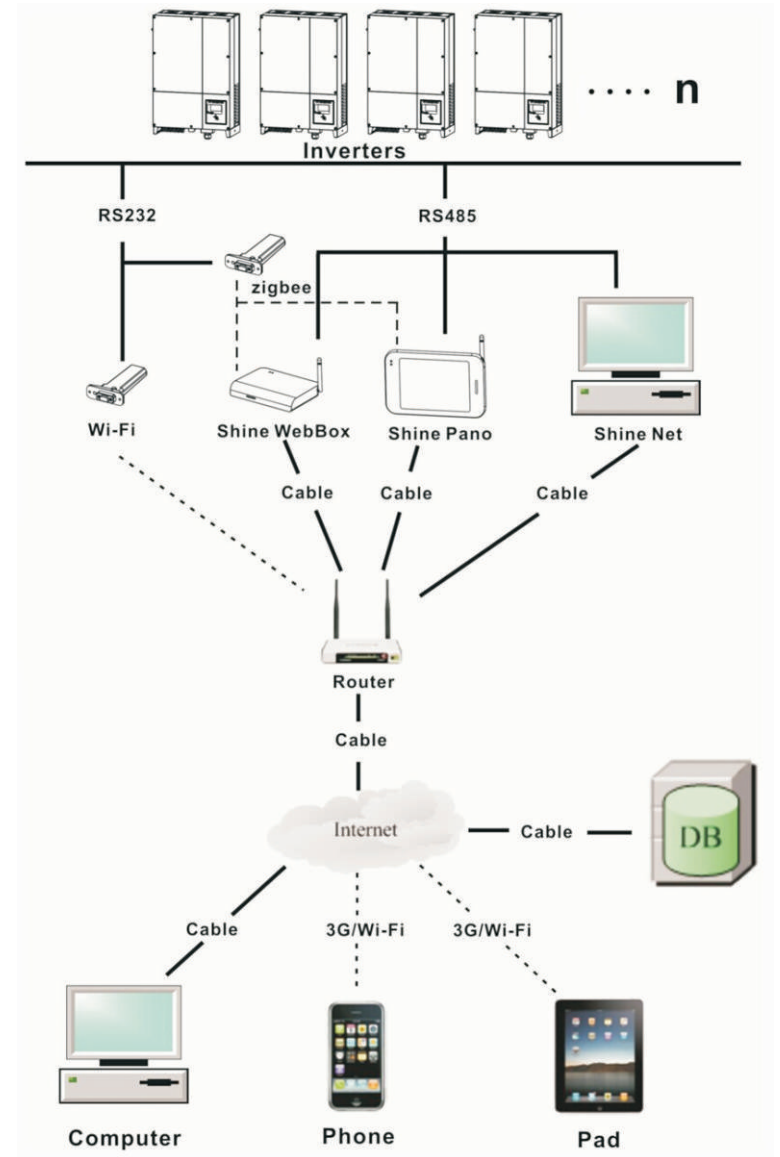 .... n
Inverters
RS232
RS485
zigbee
Wi-Fi
Shine WebBox
Shine Pano
Shine Net
Cable
Cable
Cable
Router
Cable
Internet
Cable
DB
Cable
3G/Wi-Fi
3G/Wi-Fi
Computer
Phone
Pad